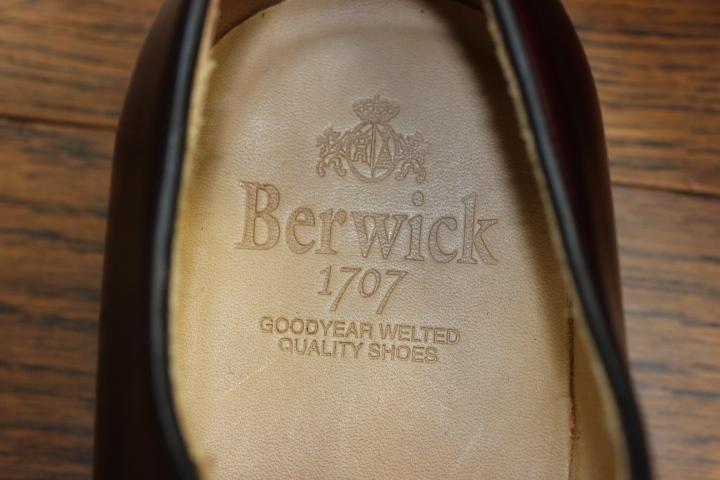 Berwick
1707
GOODYEAR WELTED
QUALITY SHOES